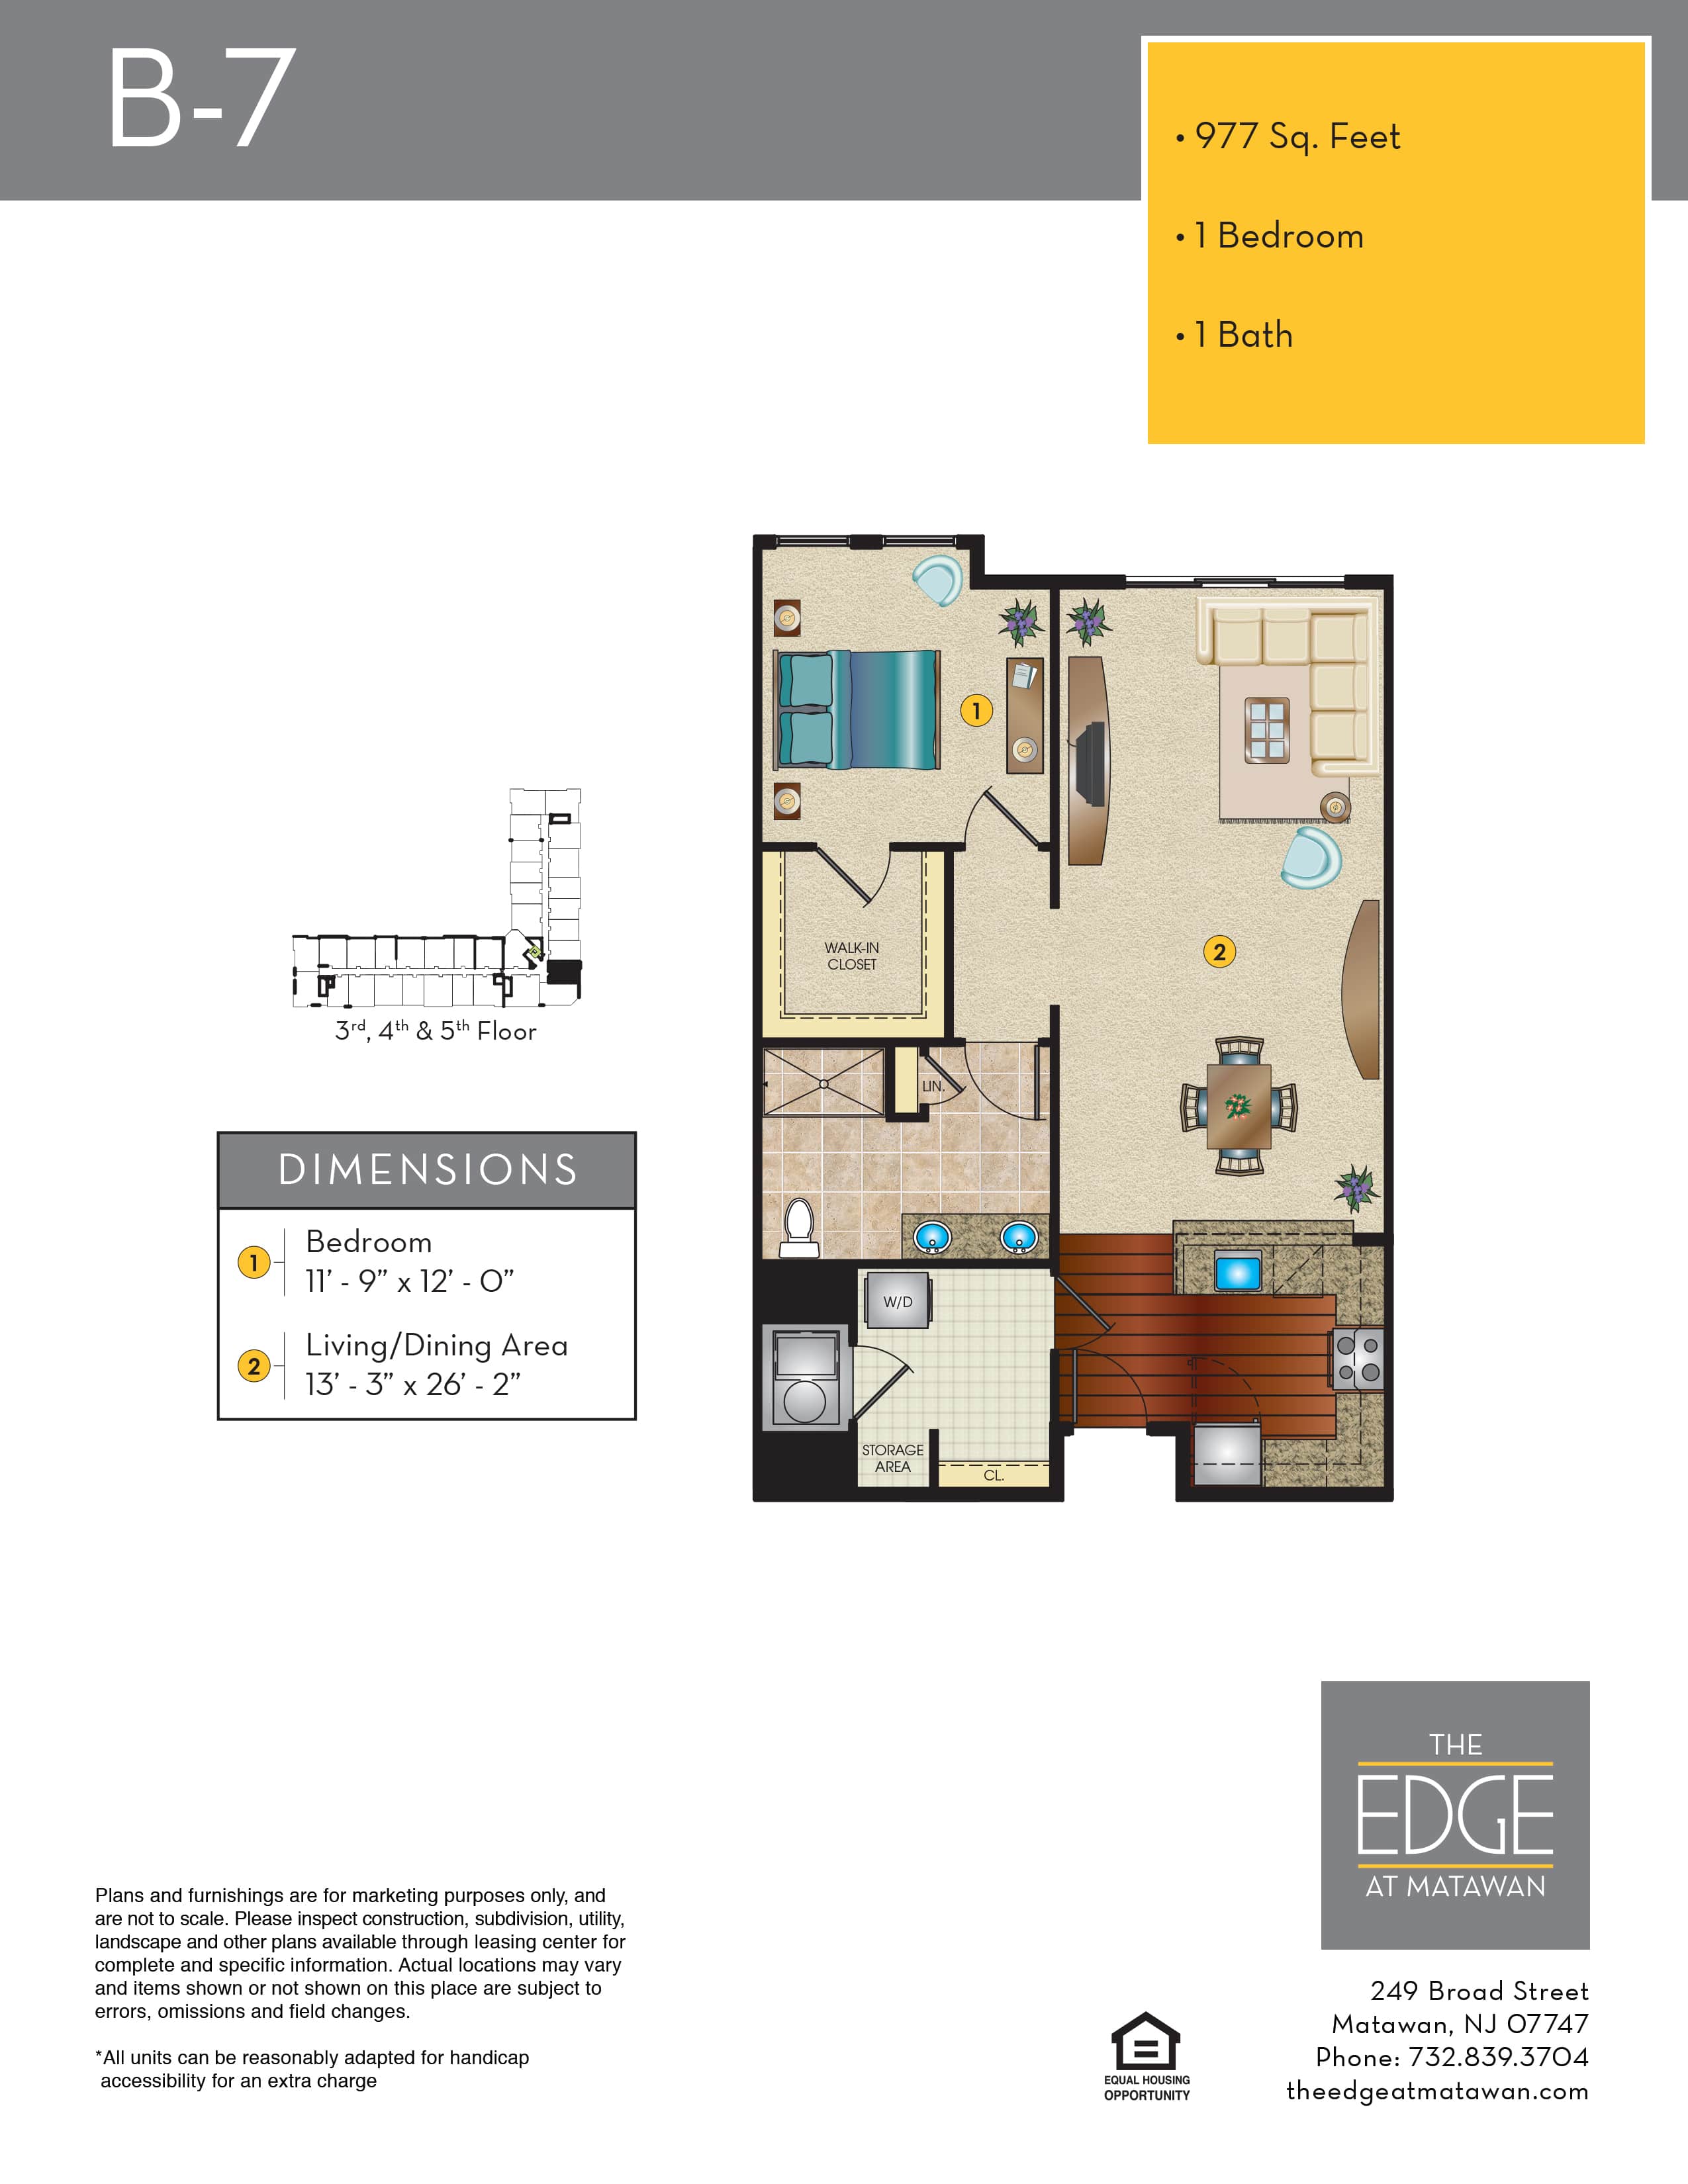 B-7
• 977 Sq. Feet
• 1 Bedroom
• 1 Bath
1
2
WALK-IN
CLOSET
LIN.
W/D
STORAGE
AREA
CL.
3rd, 4th & 5th Floor
DIMENSIONS
1
Bedroom
11’ - 9” x 12’ - 0”
2
Living/Dining Area
13’ - 3” x 26’ - 2”
THE
EDGE
AT MATAWAN
Plans and furnishings are for marketing purposes only, and
are not to scale. Please inspect construction, subdivision, utility,
landscape and other plans available through leasing center for
complete and specific information. Actual locations may vary
and items shown or not shown on this place are subject to
errors, omissions and field changes.
*All units can be reasonably adapted for handicap
accessibility for an extra charge
EQUAL HOUSING
OPPORTUNITY
249 Broad Street
Matawan, NJ 07747
Phone: 732.839.3704
theedgeatmatawan.com